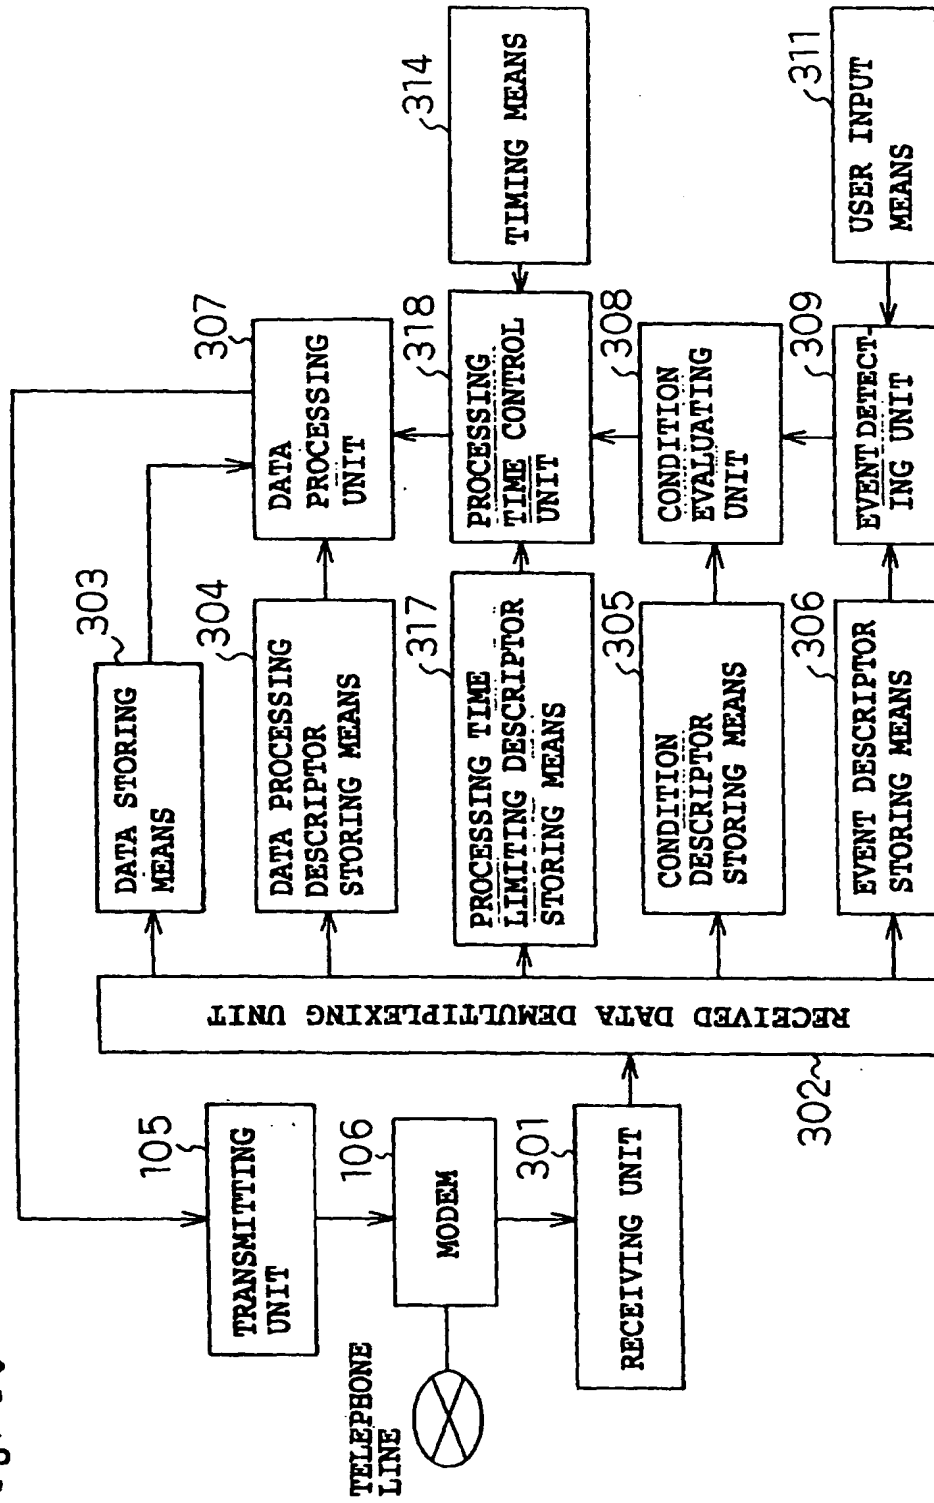 TELEPHONE
LINE
TRANSMITTING
UNIT
105
MODEM
106
RECEIVING UNIT
301
RECEIVED DATA DEMULTIPLEXING UNIT
302
DATA STORING
MEANS
303
DATA PROCESSING
DESCRIPTOR
STORING MEANS
304
PROCESSING TIME
LIMITING DESCRIPTOR
STORING MEANS
317
CONDITION
DESCRIPTOR
STORING MEANS
305
EVENT DESCRIPTOR
STORING MEANS
306
DATA
PROCESSING
UNIT
307
PROCESSING
TIME CONTROL
UNIT
318
CONDITION
EVALUATING
UNIT
308
EVENT DETECT-
ING UNIT
309
TIMING MEANS
314
USER INPUT
MEANS
311